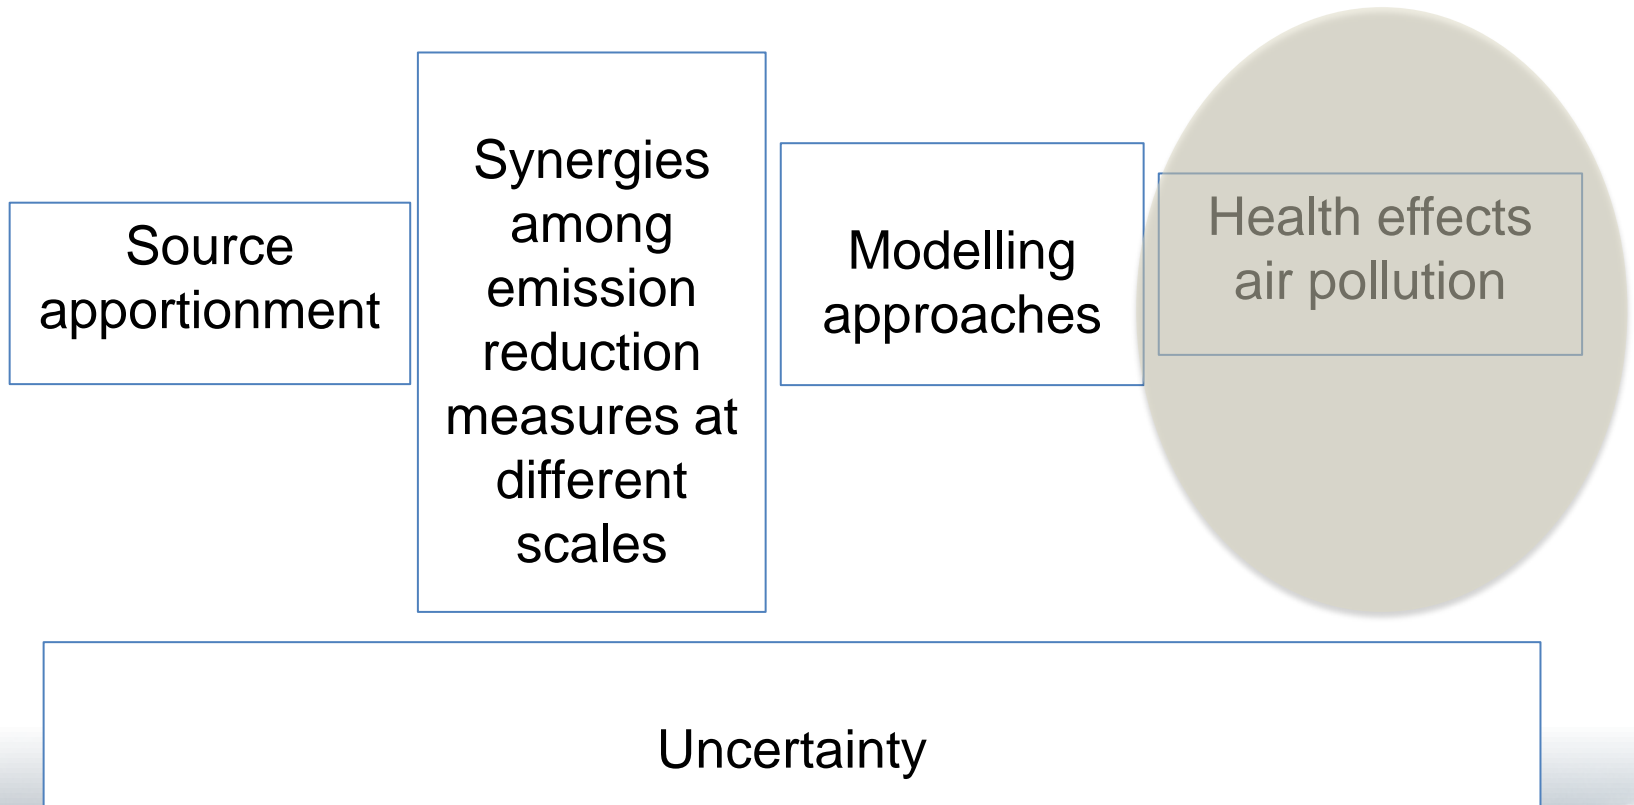 Source
apportionment
Synergies
among
emission
reduction
measures at
different
scales
Modelling
approaches
Health effects
air pollution
Uncertainty